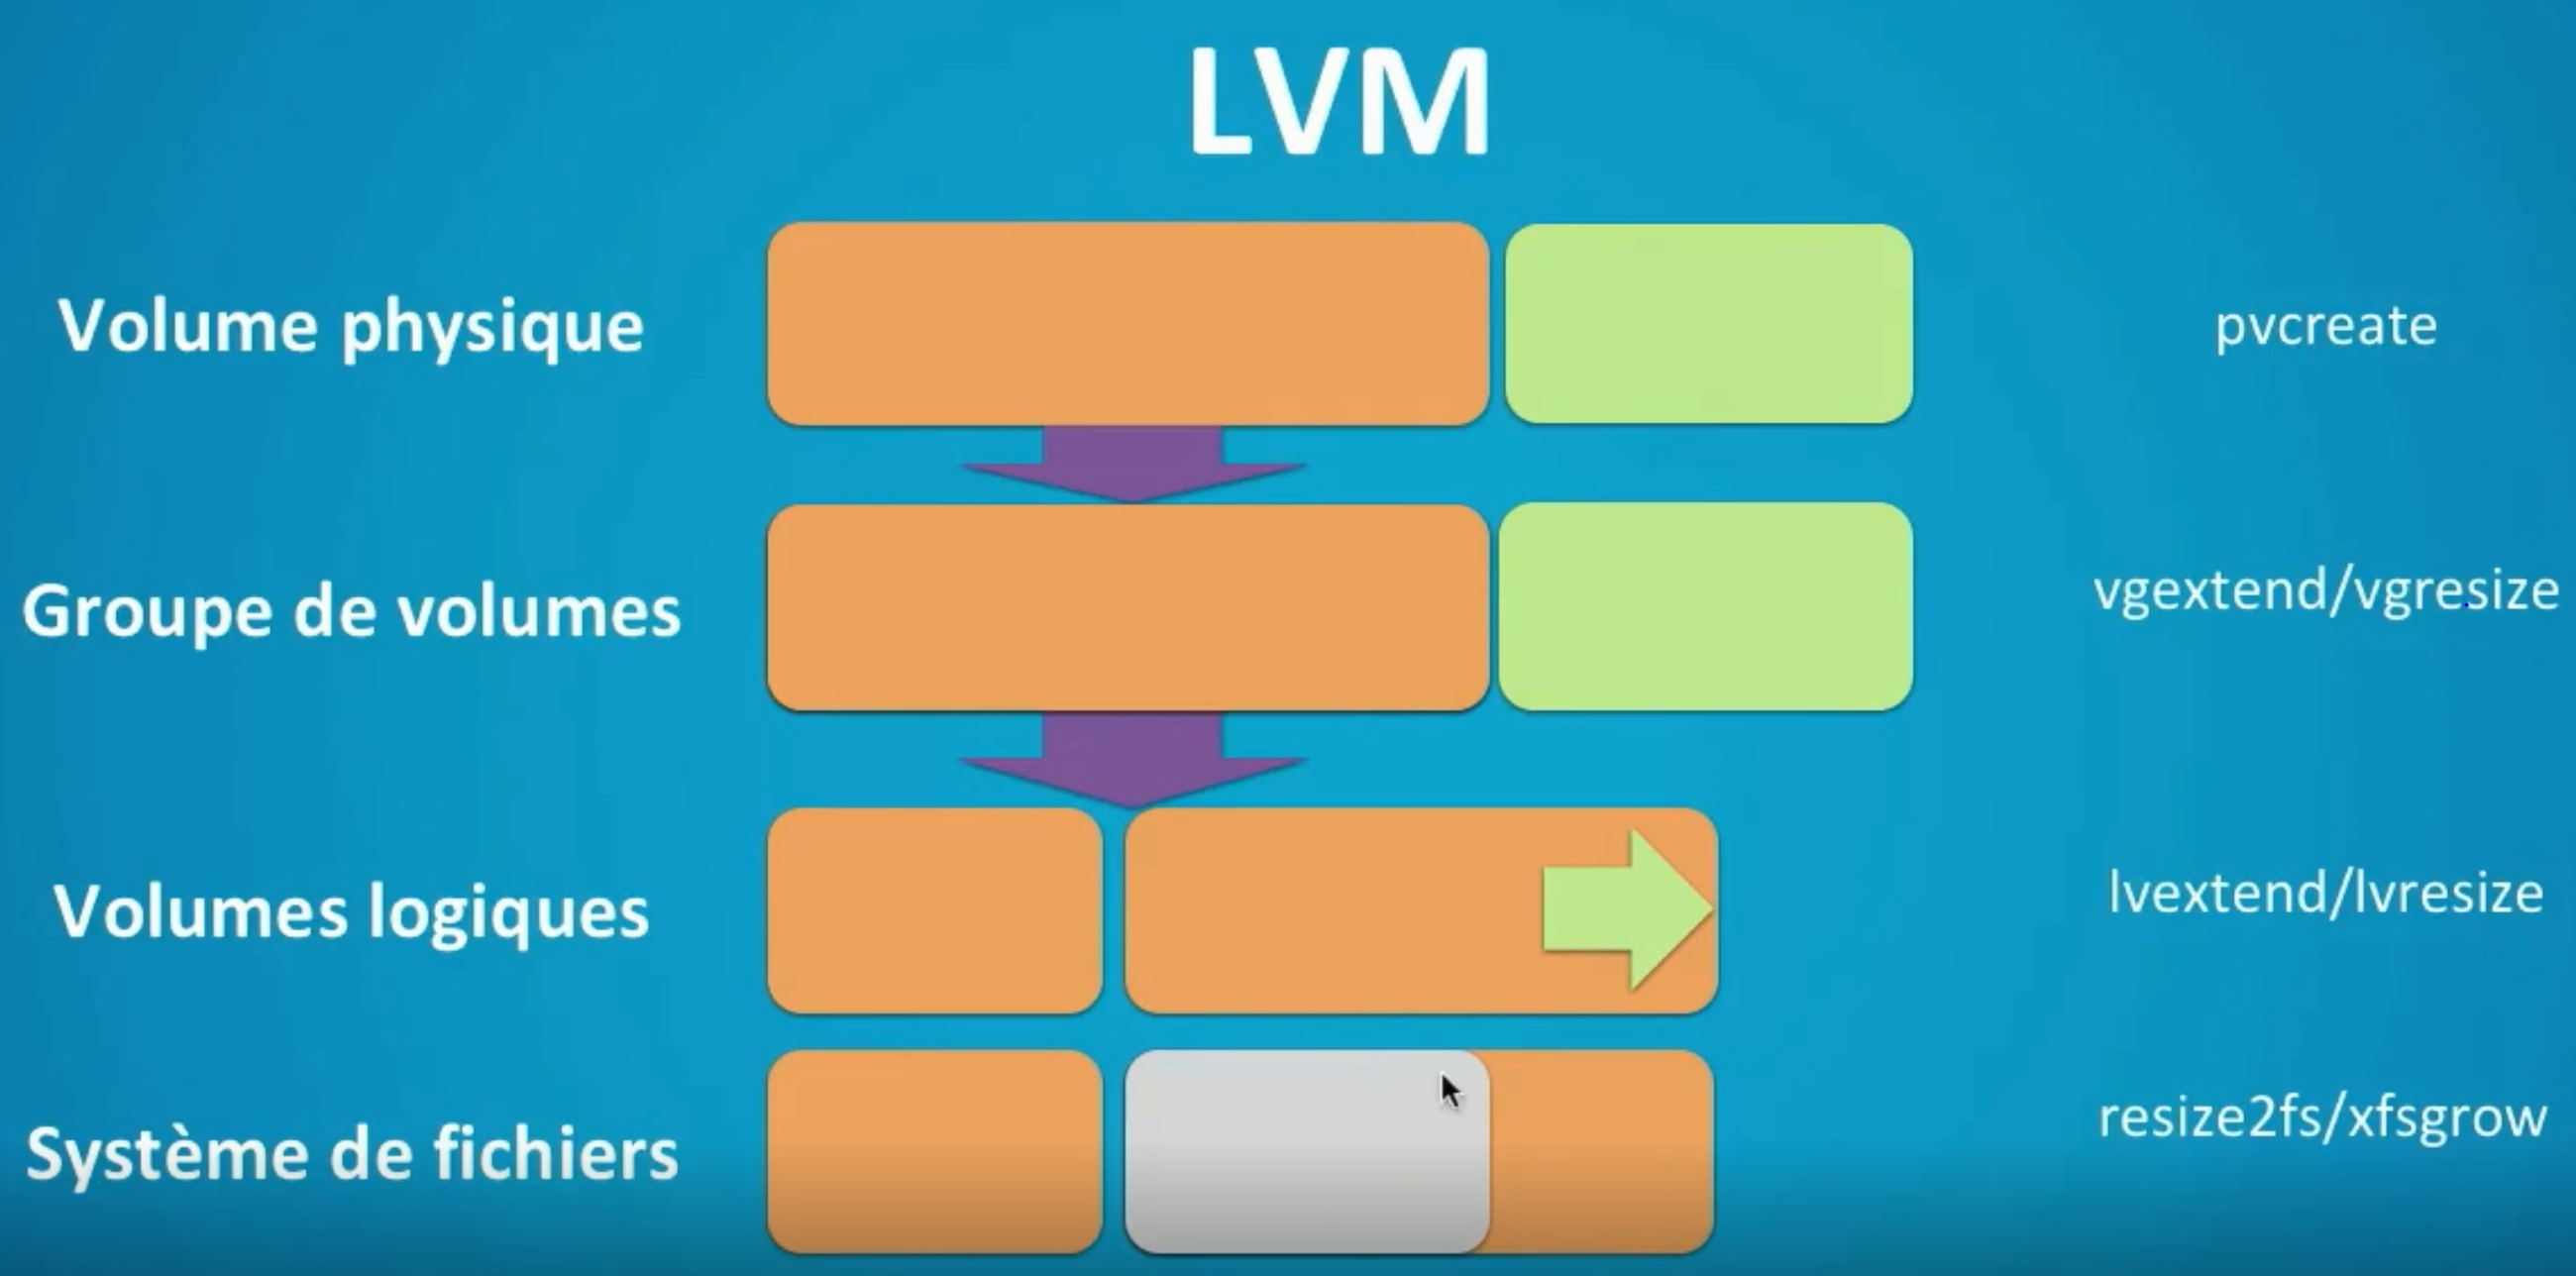 LVM
Volume physique
pvcreate
Groupe de volumes
vgextend/vgresize
Volumes logiques
lvextend/lvresize
Système de fichiers
resize2fs/xfsgrow